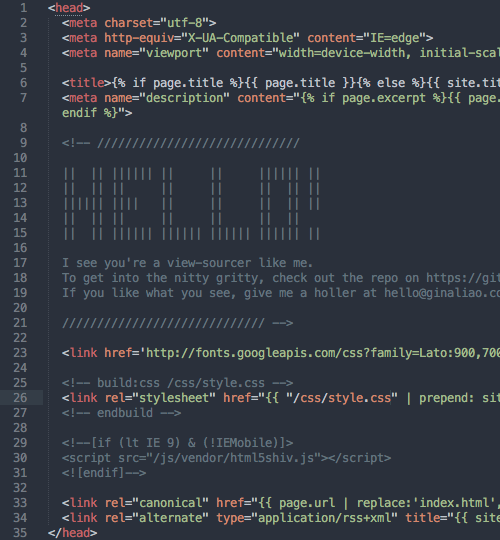 1 <head>
2 <meta charset="utf-8">
3 <meta http-equiv="X-UA-Compatible" content="IE=edge">
4 <meta name="viewport" content="width=device-width, initial-scal
5
6 <title>{% if page.title %}{{ page.title }}{% else %}{{ site.tit
7 <meta name="description" content="{% if page.excerpt %}{{ page.
endif %}">
8
9 <!-- /////////////////////////////
10
11 ||  || |||||| ||     ||     |||||| ||
12 ||  || ||     ||     ||     ||  || ||
13 |||||| ||||   ||     ||     ||  || ||
14 ||  || ||     ||     ||     ||  ||
15 ||  || |||||| |||||| |||||| |||||| ||
16
17 I see you're a view-sourcer like me.
18 To get into the nitty gritty, check out the repo on https://git
19 If you like what you see, give me a holler at hello@ginaliao.co
20
21 ///////////////////////////// -->
22
23 <link href='http://fonts.googleapis.com/css?family=Lato:900,700
24
25 <!-- build:css /css/style.css -->
26 <link rel="stylesheet" href="{{ "/css/style.css" | prepend: sit
27 <!-- endbuild -->
28
29 <!--[if (lt IE 9) & (!IEMobile)]>
30 <script src="/js/vendor/html5shiv.js"></script>
31 <![endif]-->
32
33 <link rel="canonical" href="{{ page.url | replace:'index.html',
34 <link rel="alternate" type="application/rss+xml" title="{{ site
35 </head>